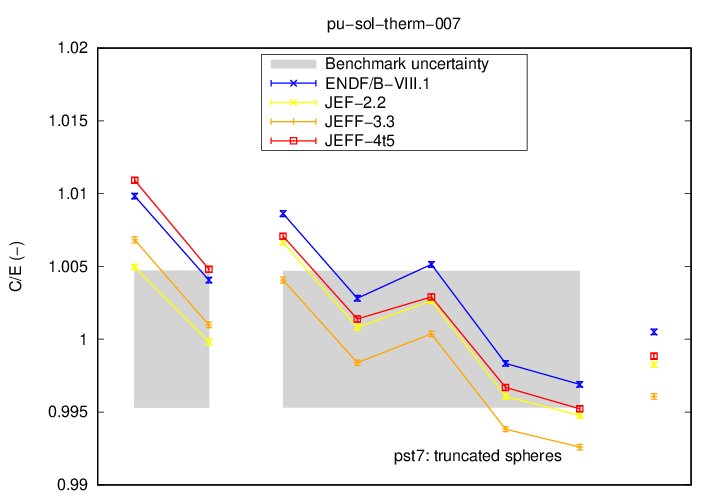 pu−sol−therm−007
1.02
1.015
1.01
1.005
1
0.995
0.99
C/E (−)
Benchmark uncertainty
ENDF/B−VIII.1
JEF−2.2
JEFF−3.3
JEFF−4t5
pst7: truncated spheres